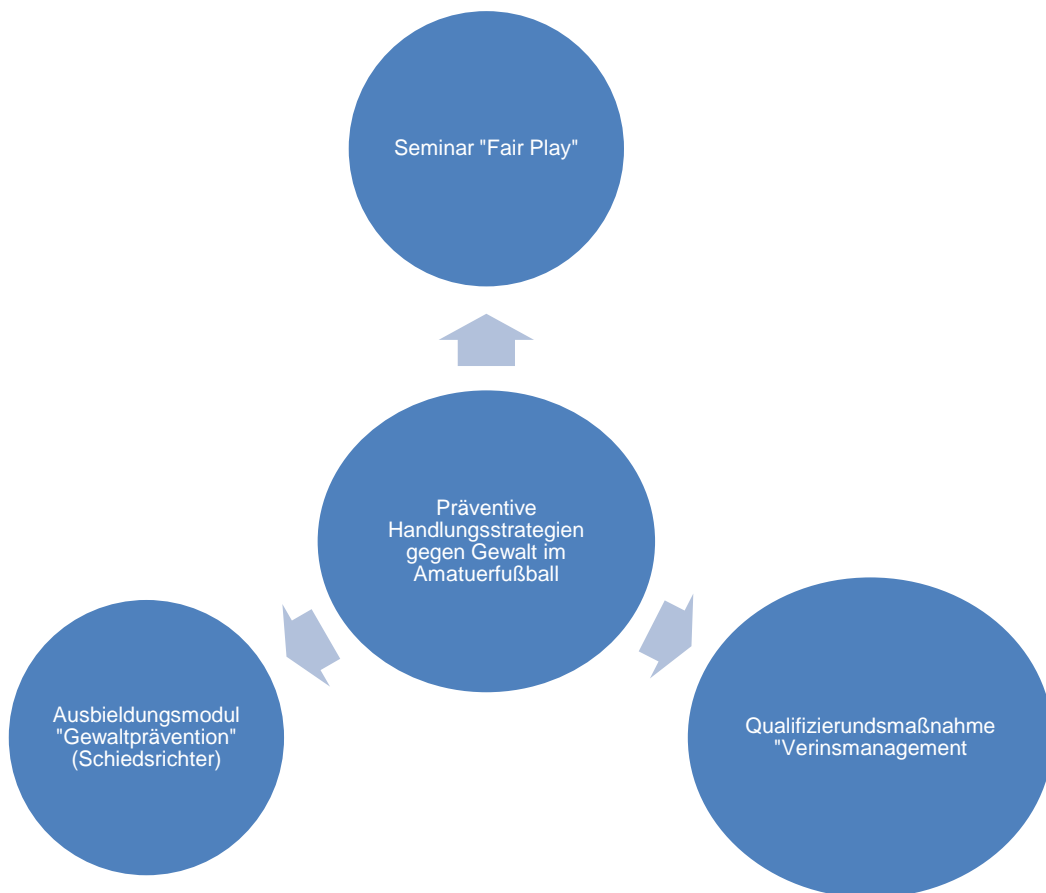 Seminar "Fair Play"
Präventive
Handlungsstrategien
gegen Gewalt im
Amatuerfußball
Ausbieldungsmodul
"Gewaltprävention"
(Schiedsrichter)
Qualifizierundsmaßnahme
"Verinsmanagement